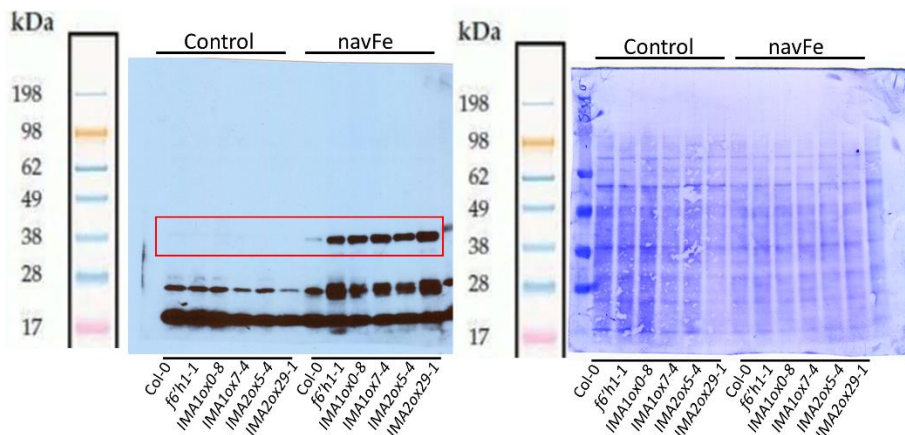 kDa
Control navFe
198
98
62
49
38
28
17
Col-0
f6'h1-1
IMA1ox0-8
IMA1ox7-4
IMA2ox5-4
IMA2ox29-1
Col-0
f6'h1-1
IMA1ox0-8
IMA1ox7-4
IMA2ox5-4
IMA2ox29-1
kDa
Control navFe
198
98
62
49
38
28
17
Col-0
f6'h1-1
IMA1ox0-8
IMA1ox7-4
IMA2ox5-4
IMA2ox29-1
Col-0
f6'h1-1
IMA1ox0-8
IMA1ox7-4
IMA2ox5-4
IMA2ox29-1